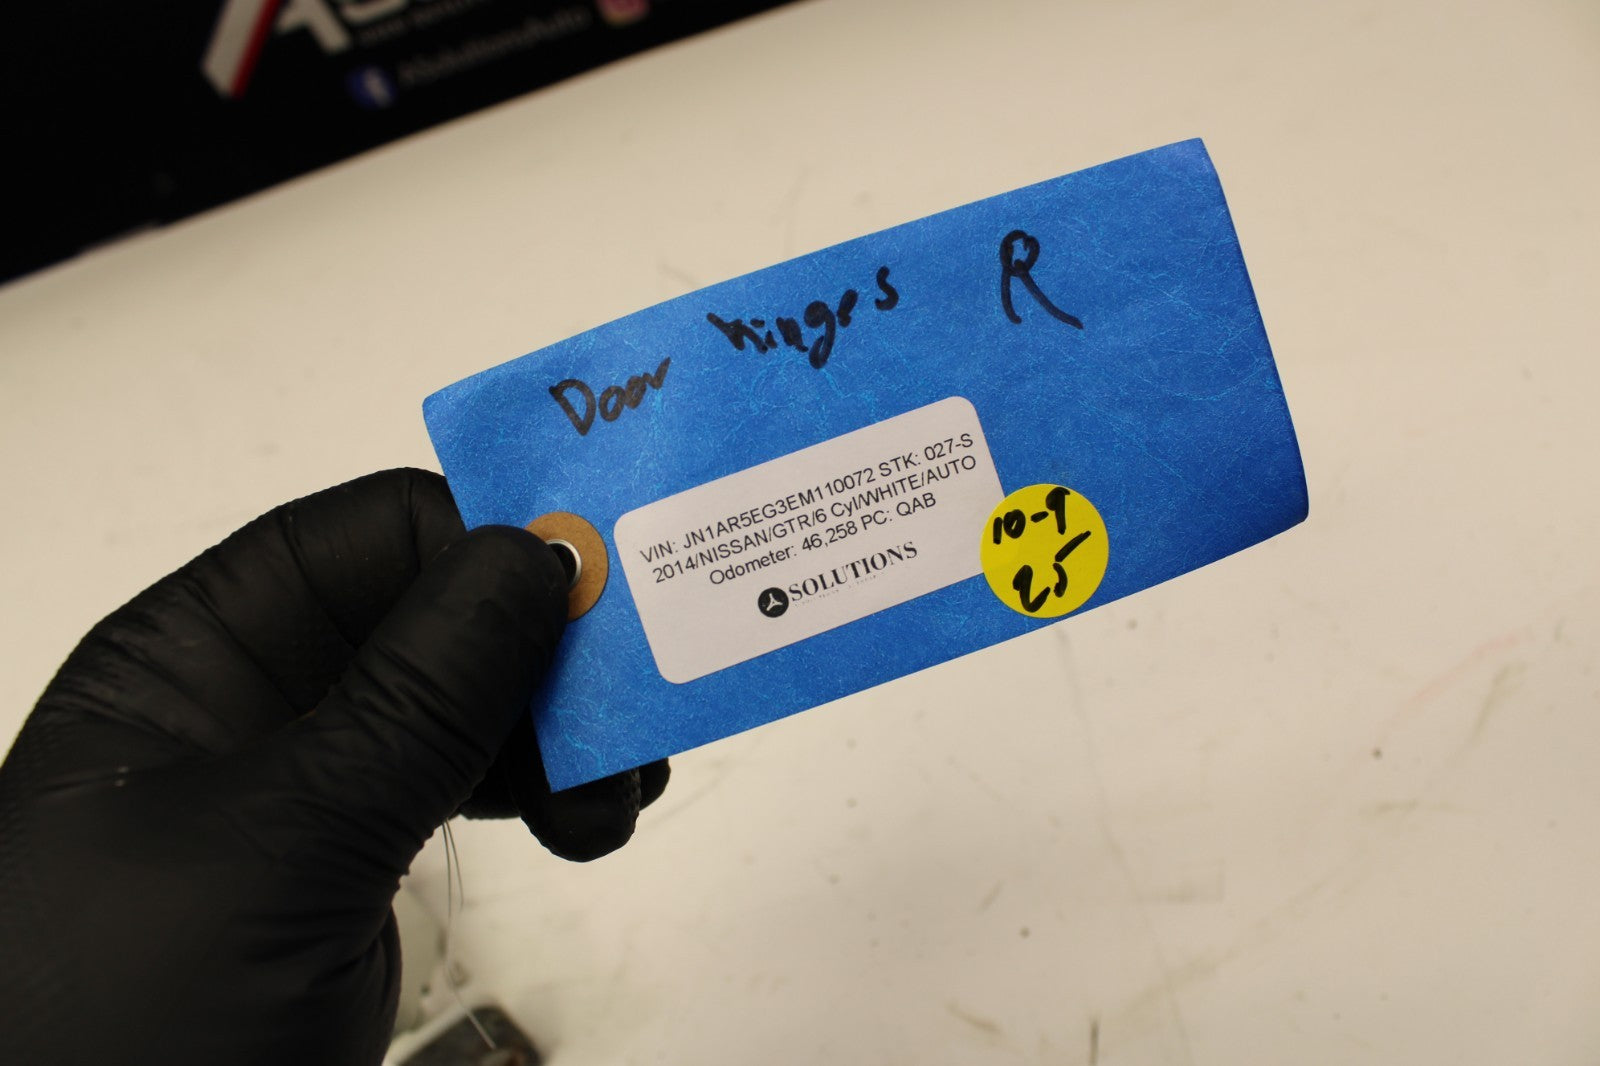 XSolutionsAuto
Door hinges R
VIN: JN1AR5EG3EM110072 STK: 027-S
2014/NISSAN/GTR/6 Cyl/WHITE/AUTO
Odometer: 46,258 PC: QAB
SOLUTIONS
10-9
25